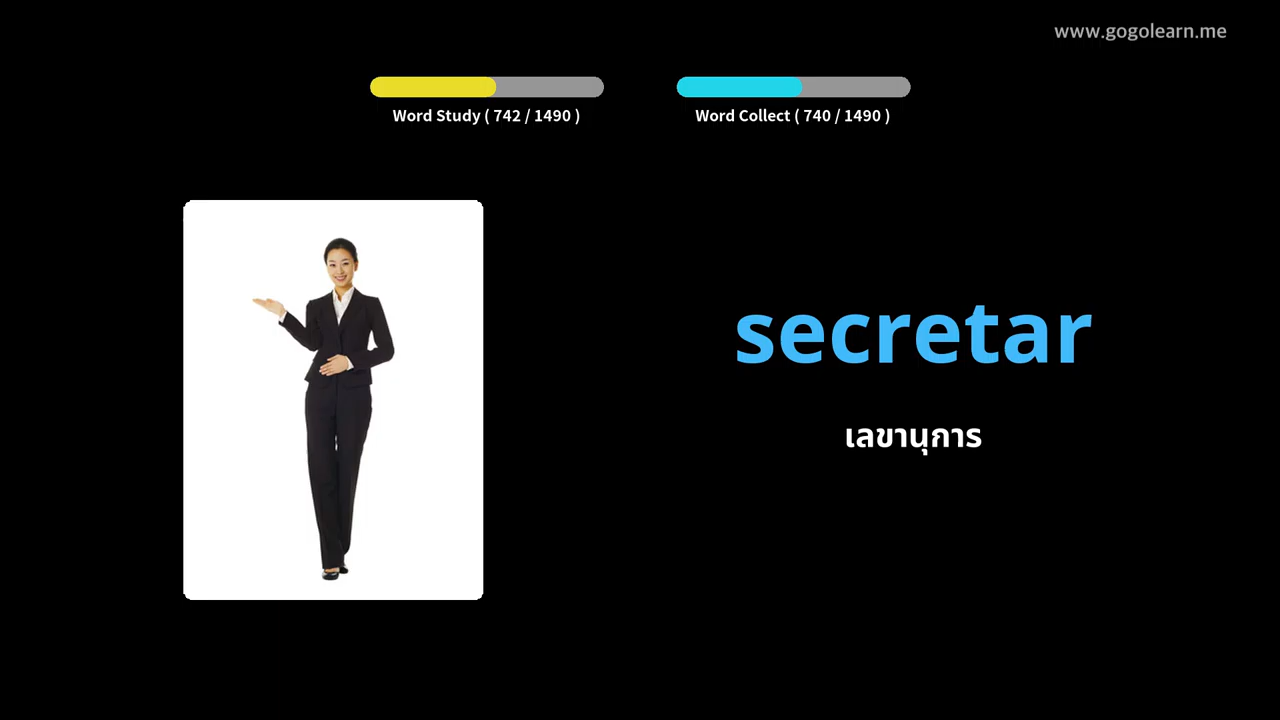 www.gogolearn.me
Word Study ( 742 / 1490 )
Word Collect ( 740 / 1490 )
secretar
เลขานุการ